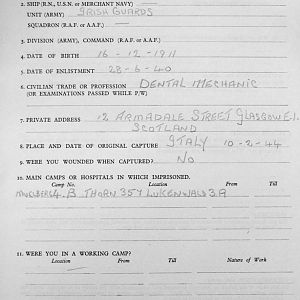 2. SHIP (R.N., U.S.N. or MERCHANT NAVY)
UNIT (ARMY) IRISH GUARDS
SQUADRON (R.A.F. or A.A.F.)
3. DIVISION (ARMY), COMMAND (R.A.F. or A.A.F.)
4. DATE OF BIRTH 16-12-1911
5. DATE OF ENLISTMENT 28-6-40
6. CIVILIAN TRADE or PROFESSION DENTAL MECHANIC
(OR EXAMINATIONS PASSED WHILE P/W)
7. PRIVATE ADDRESS 12 ARMADALE STREET GLASGOW E.1.
SCOTLAND
8. PLACE AND DATE OF ORIGINAL CAPTURE ITALY 10-2-44
9. WERE YOU WOUNDED WHEN CAPTURED? NO
10. MAIN CAMPS OR HOSPITALS IN WHICH IMPRISONED.
Camp No. Location From Till
4.B THORN 357 LUKENWALD 3A
11. WERE YOU IN A WORKING CAMP?
Location From Till Nature of Work